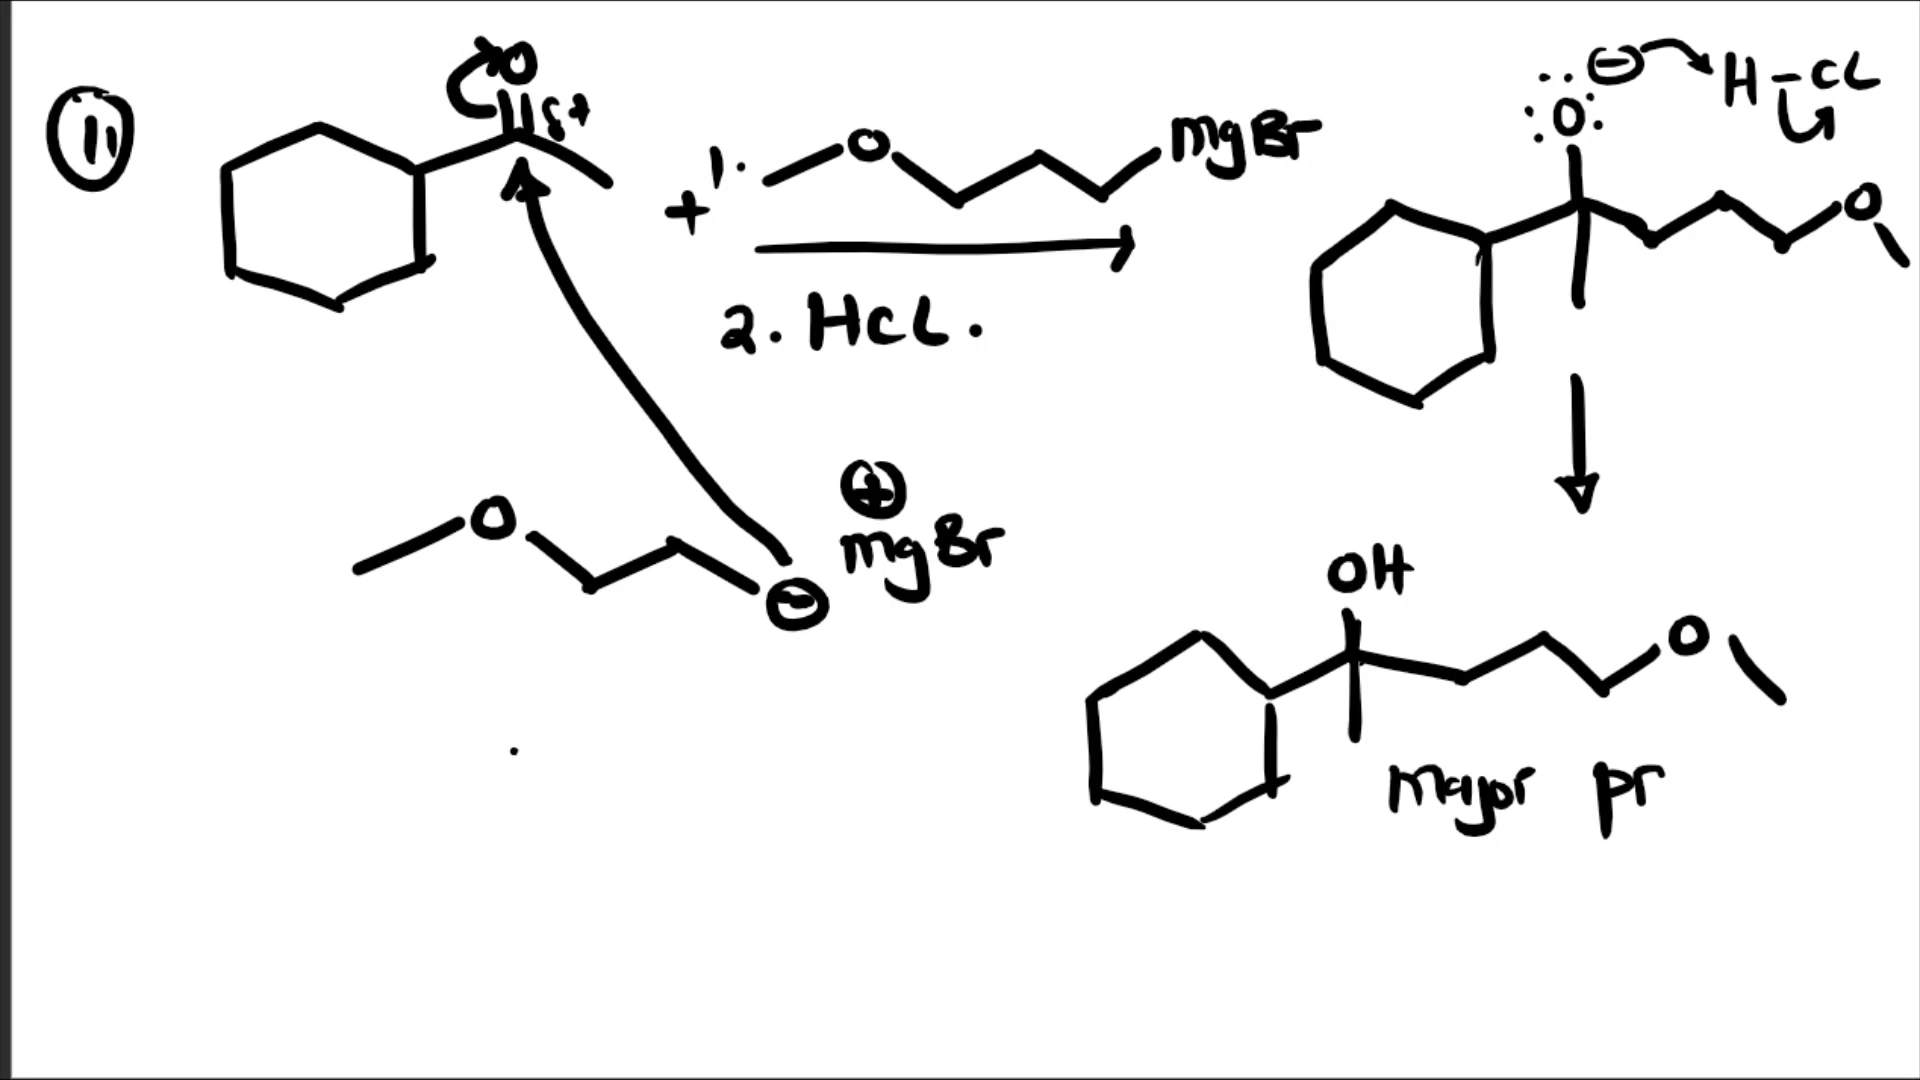 11
O
δ+
+ 1. O MgBr
2. HCL.
O ⊖ H-CL
O
O ⊖ ⊕ MgBr
OH
O
Major pr